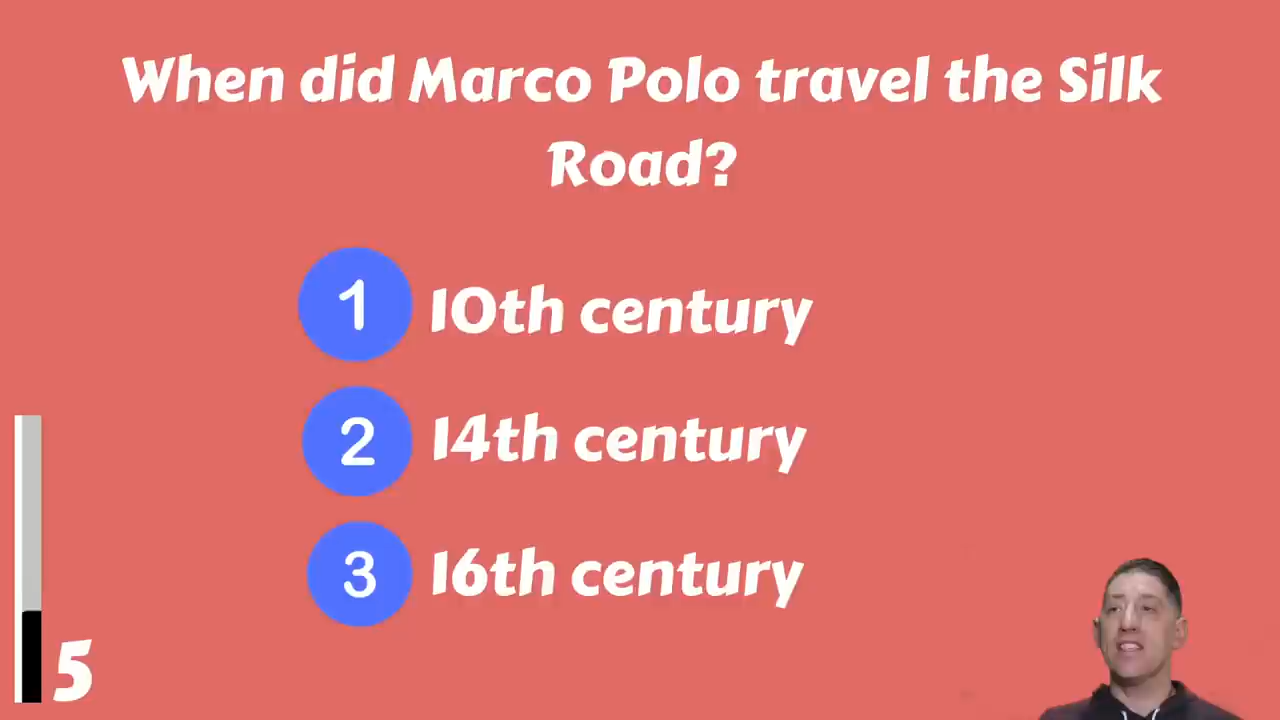 When did Marco Polo travel the Silk
Road?
1 10th century
2 14th century
3 16th century
5